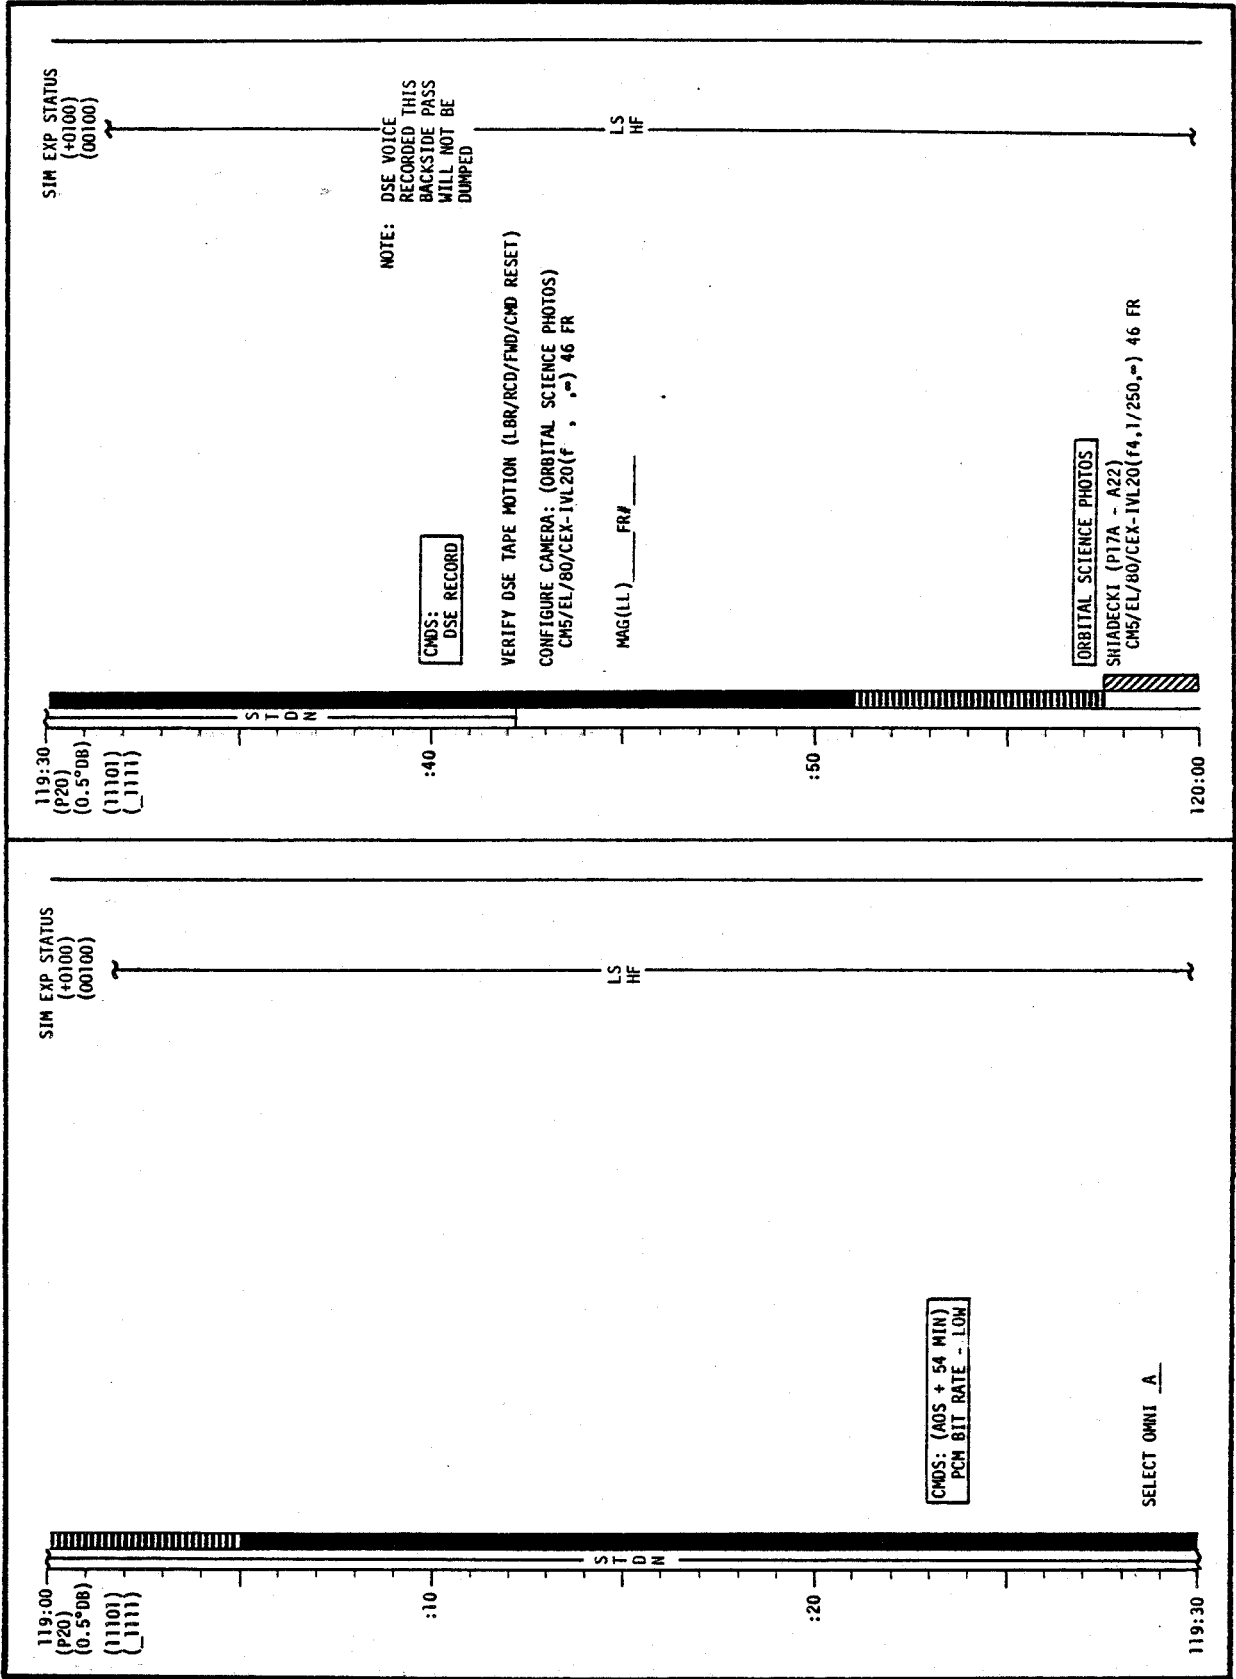 119:00
(P20)
(0.5°DB)
(11101)
(_1111)
SIM EXP STATUS
(+0100)
(00100)
STDN
LS
HF
:10
:20
CMDS: (AOS + 54 MIN)
PCM BIT RATE - LOW
SELECT OMNI A
119:30
119:30
(P20)
(0.5°DB)
(11101)
(_1111)
SIM EXP STATUS
(+0100)
(00100)
STDN
NOTE: DSE VOICE
RECORDED THIS
BACKSIDE PASS
WILL NOT BE
DUMPED
:40
CMDS:
DSE RECORD
VERIFY DSE TAPE MOTION (LBR/RCD/FWD/CMD RESET)
CONFIGURE CAMERA: (ORBITAL SCIENCE PHOTOS)
CM5/EL/80/CEX-IVL20(f , ,∞) 46 FR
LS
HF
MAG(LL)____ FR#____
:50
ORBITAL SCIENCE PHOTOS
SNIADECKI (P17A - A22)
CM5/EL/80/CEX-IVL20(f4,1/250,∞) 46 FR
120:00